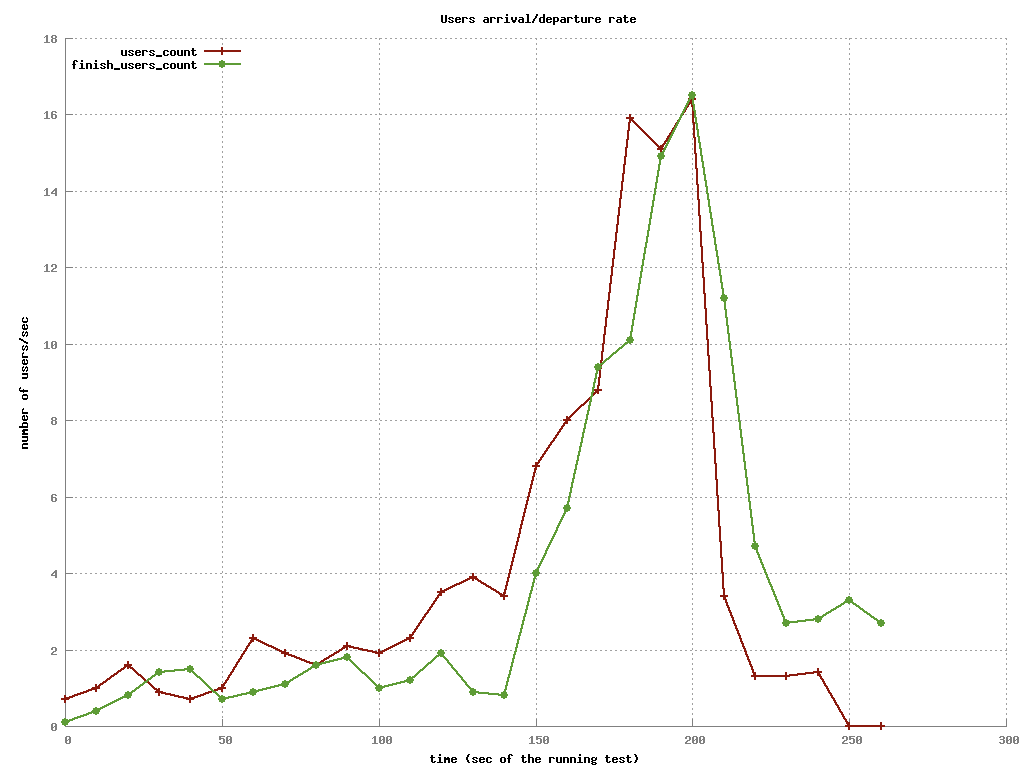 Users arrival/departure rate
users_count
finish_users_count
18
16
14
12
10
8
6
4
2
0
number of users/sec
0 50 100 150 200 250 300
time (sec of the running test)